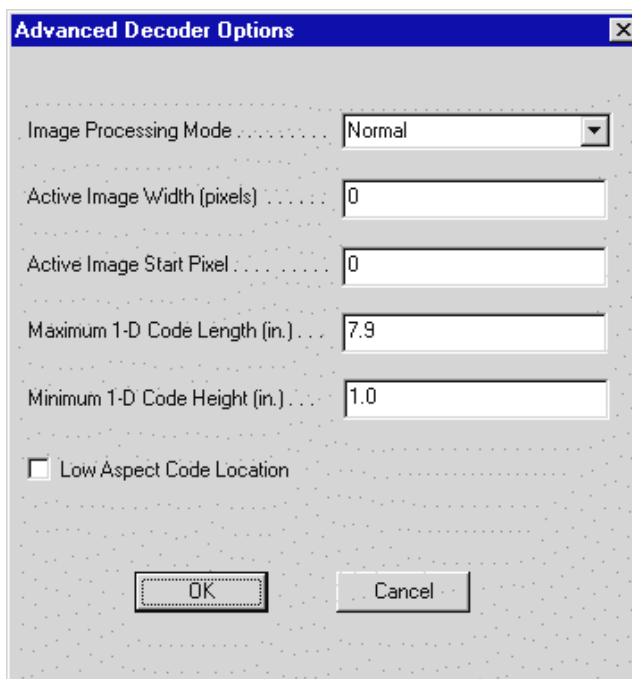 Advanced Decoder Options
Image Processing Mode . . . . . . . . . Normal
Active Image Width (pixels) . . . . . . 0
Active Image Start Pixel . . . . . . . . . 0
Maximum 1-D Code Length (in.) . . . 7.9
Minimum 1-D Code Height (in.) . . . 1.0
Low Aspect Code Location
OK Cancel